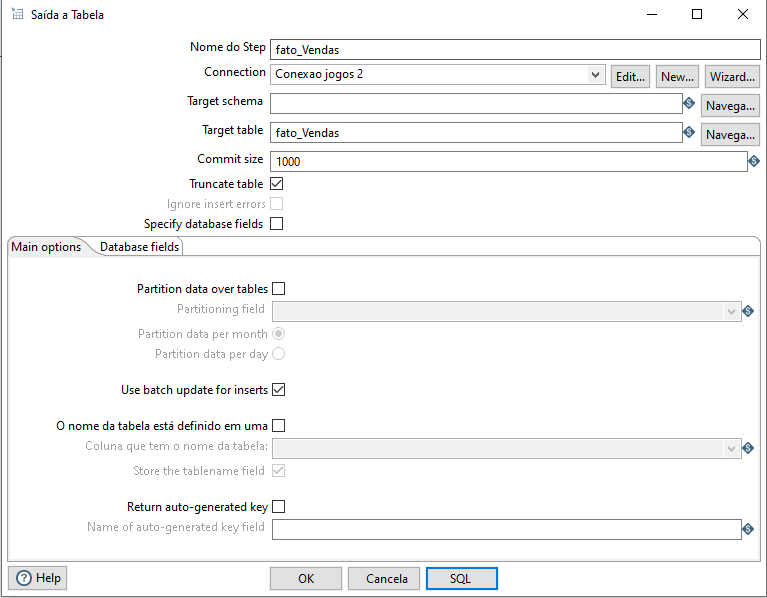 Saída a Tabela
Nome do Step fato_Vendas
Connection Conexao jogos 2 Edit... New... Wizard...
Target schema Navega...
Target table fato_Vendas Navega...
Commit size 1000
Truncate table
Ignore insert errors
Specify database fields
Main options Database fields
Partition data over tables
Partitioning field
Partition data per month
Partition data per day
Use batch update for inserts
O nome da tabela está definido em uma
Coluna que tem o nome da tabela:
Store the tablename field
Return auto-generated key
Name of auto-generated key field
Help OK Cancela SQL